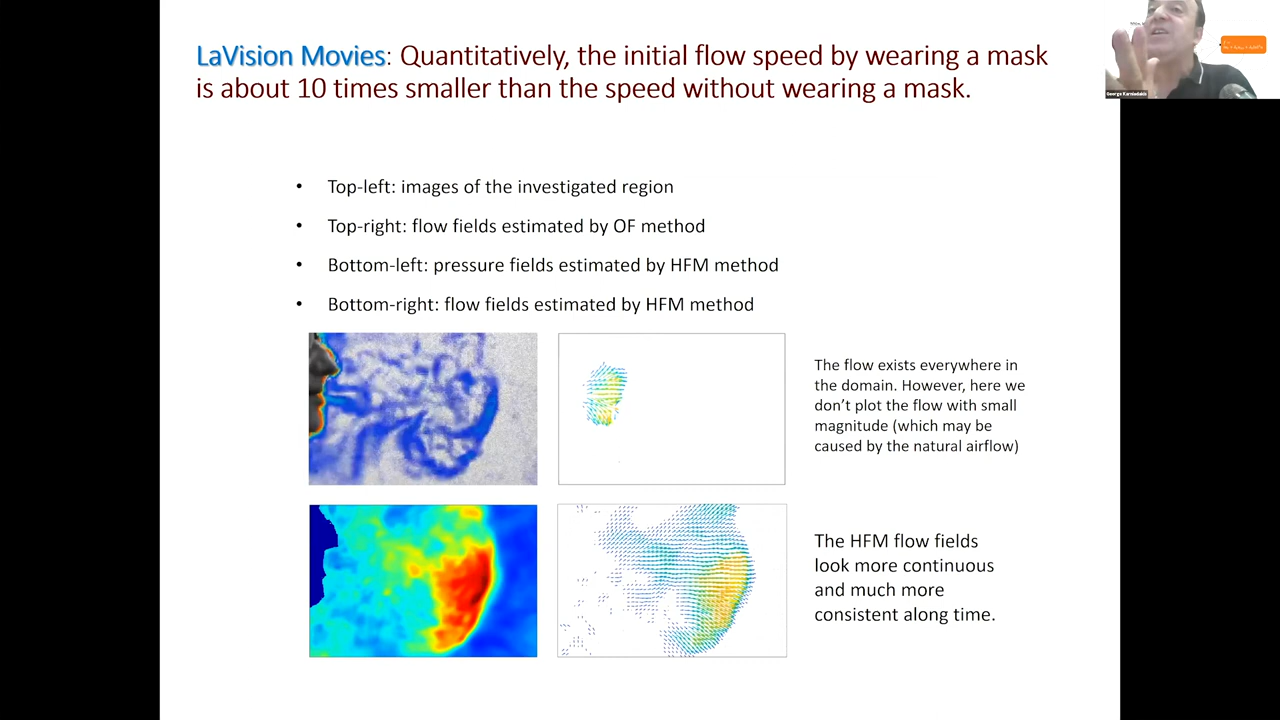 LaVision Movies: Quantitatively, the initial flow speed by wearing a mask
is about 10 times smaller than the speed without wearing a mask.
• Top-left: images of the investigated region
• Top-right: flow fields estimated by OF method
• Bottom-left: pressure fields estimated by HFM method
• Bottom-right: flow fields estimated by HFM method
The flow exists everywhere in
the domain. However, here we
don’t plot the flow with small
magnitude (which may be
caused by the natural airflow)
The HFM flow fields
look more continuous
and much more
consistent along time.
George Karniadakis